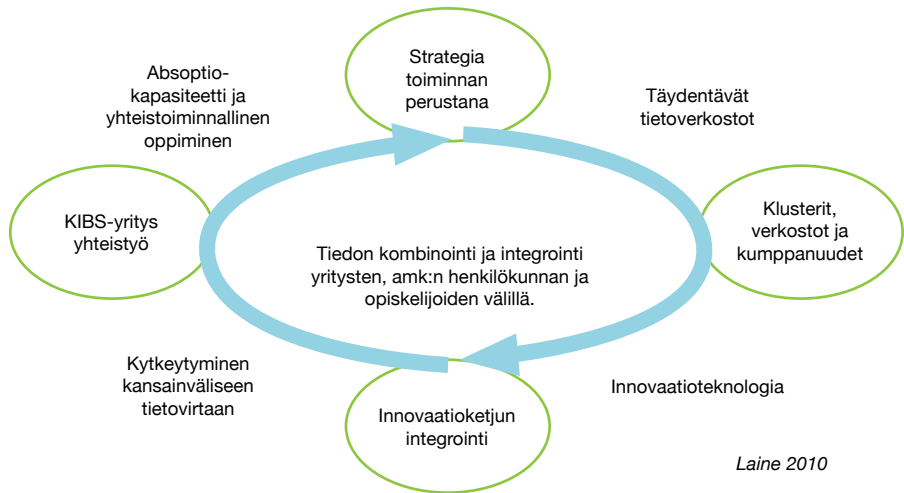 Strategia
toiminnan
perustana
Absoptio-
kapasiteetti ja
yhteistoiminnallinen
oppiminen
Täydentävät
tietoverkostot
KIBS-yritys
yhteistyö
Klusterit,
verkostot ja
kumppanuudet
Tiedon kombinointi ja integrointi
yritysten, amk:n henkilökunnan ja
opiskelijoiden välillä.
Kytkeytyminen
kansainväliseen
tietovirtaan
Innovaatioketjun
integrointi
Innovaatioteknologia
Laine 2010